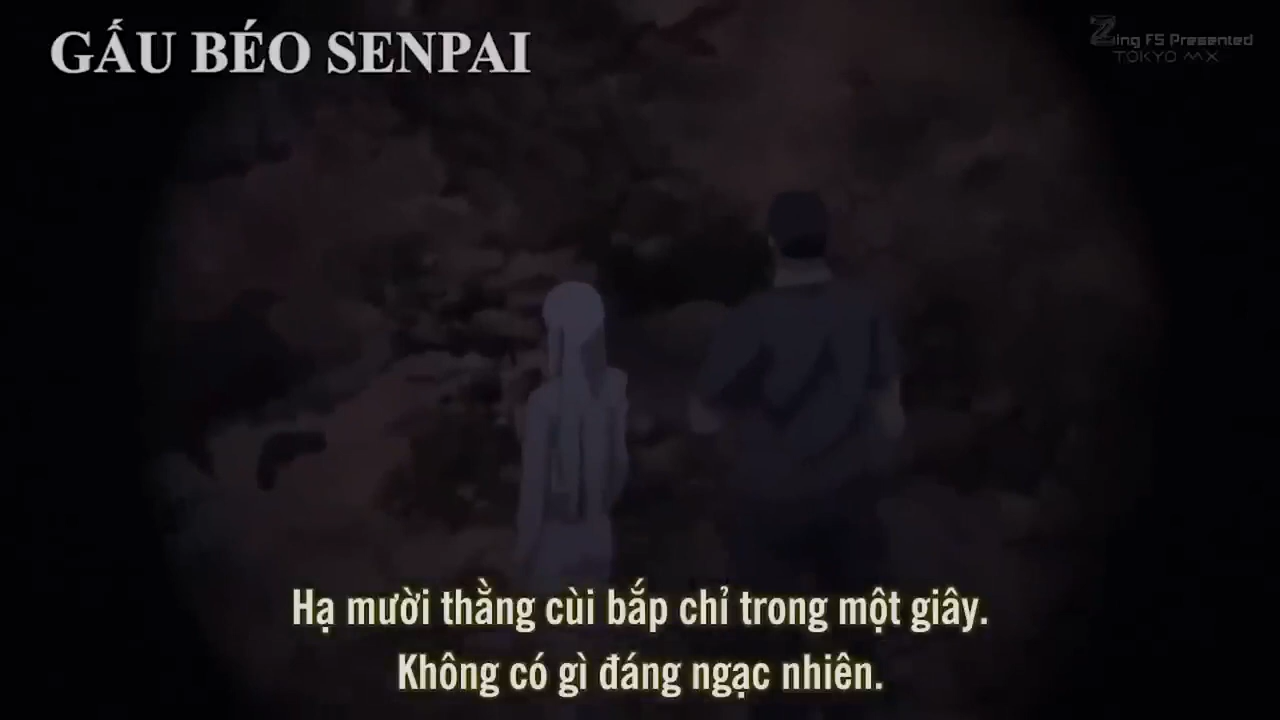 GẤU BÉO SENPAI
Zing FS Presented
TOKYO MX
Hạ mười thằng cùi bắp chỉ trong một giây.
Không có gì đáng ngạc nhiên.